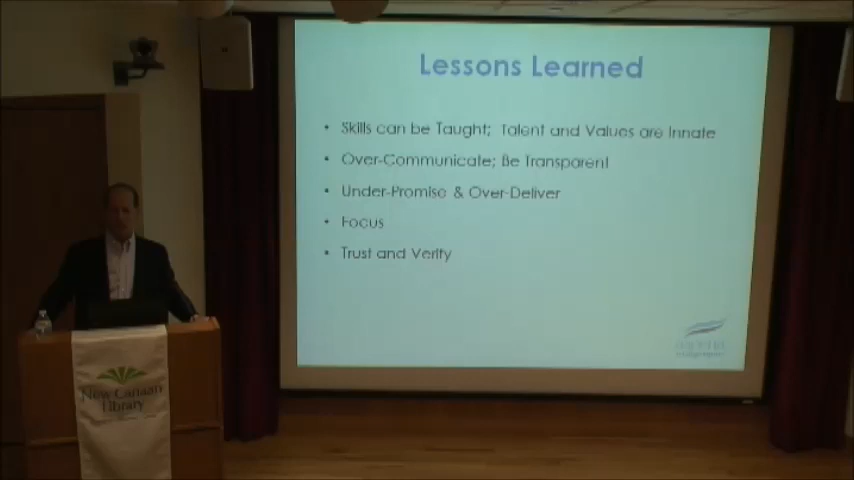 Lessons Learned
• Skills can be Taught; Talent and Values are Innate
• Over-Communicate; Be Transparent
• Under-Promise & Over-Deliver
• Focus
• Trust and Verify
New Canaan
Library